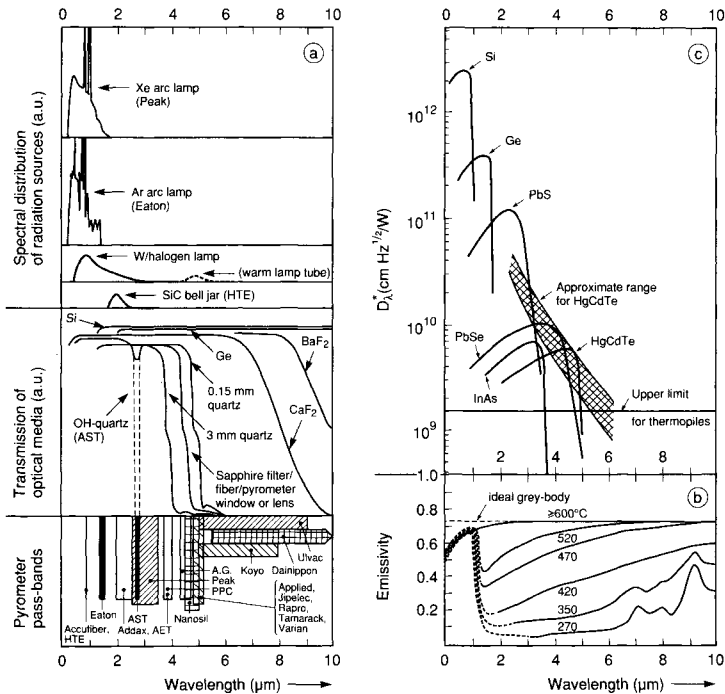 0 2 4 6 8 10
a
Spectral distribution
of radiation sources (a.u.)
Xe arc lamp
(Peak)
Ar arc lamp
(Eaton)
W/halogen lamp
(warm lamp tube)
SiC bell jar (HTE)
Transmission of
optical media (a.u.)
Si
Ge
BaF2
0.15 mm
quartz
CaF2
OH-quartz
(AST)
3 mm quartz
Sapphire filter/
fiber/pyrometer
window or lens
Pyrometer
pass-bands
Ulvac
A.G.
Koyo
Dainippon
Peak
PPC
Eaton
AST
Accufiber,
HTE
Addax, AET
Nanosil
Applied,
Jipelec,
Rapro,
Tamarack,
Varian
0 2 4 6 8 10
Wavelength (μm)
0 2 4 6 8 10
c
D*λ(cm Hz1/2/W)
10^12
10^11
10^10
10^9
Si
Ge
PbS
Approximate range
for HgCdTe
PbSe
HgCdTe
InAs
Upper limit
for thermopiles
0 1 2 3 4 5 6
b
Emissivity
1.0
0.8
0.6
0.4
0.2
ideal grey-body
≥600°C
520
470
420
350
270
0 2 4 6 8 10
Wavelength (μm)